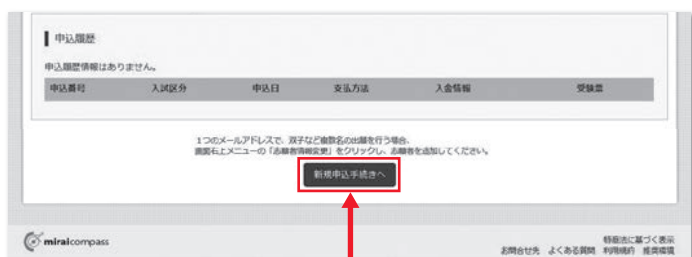 申込履歴
申込履歴情報はありません。
申込番号 入試区分 申込日 支払方法 入金情報 受験票
1つのメールアドレスで、双子など複数名の出願を行う場合、
画面右上メニューの「志願者情報変更」をクリックし、志願者を追加してください。
新規申込手続きへ
miraicompass
特商法に基づく表示
お問合せ先 よくある質問 利用規約 推奨環境